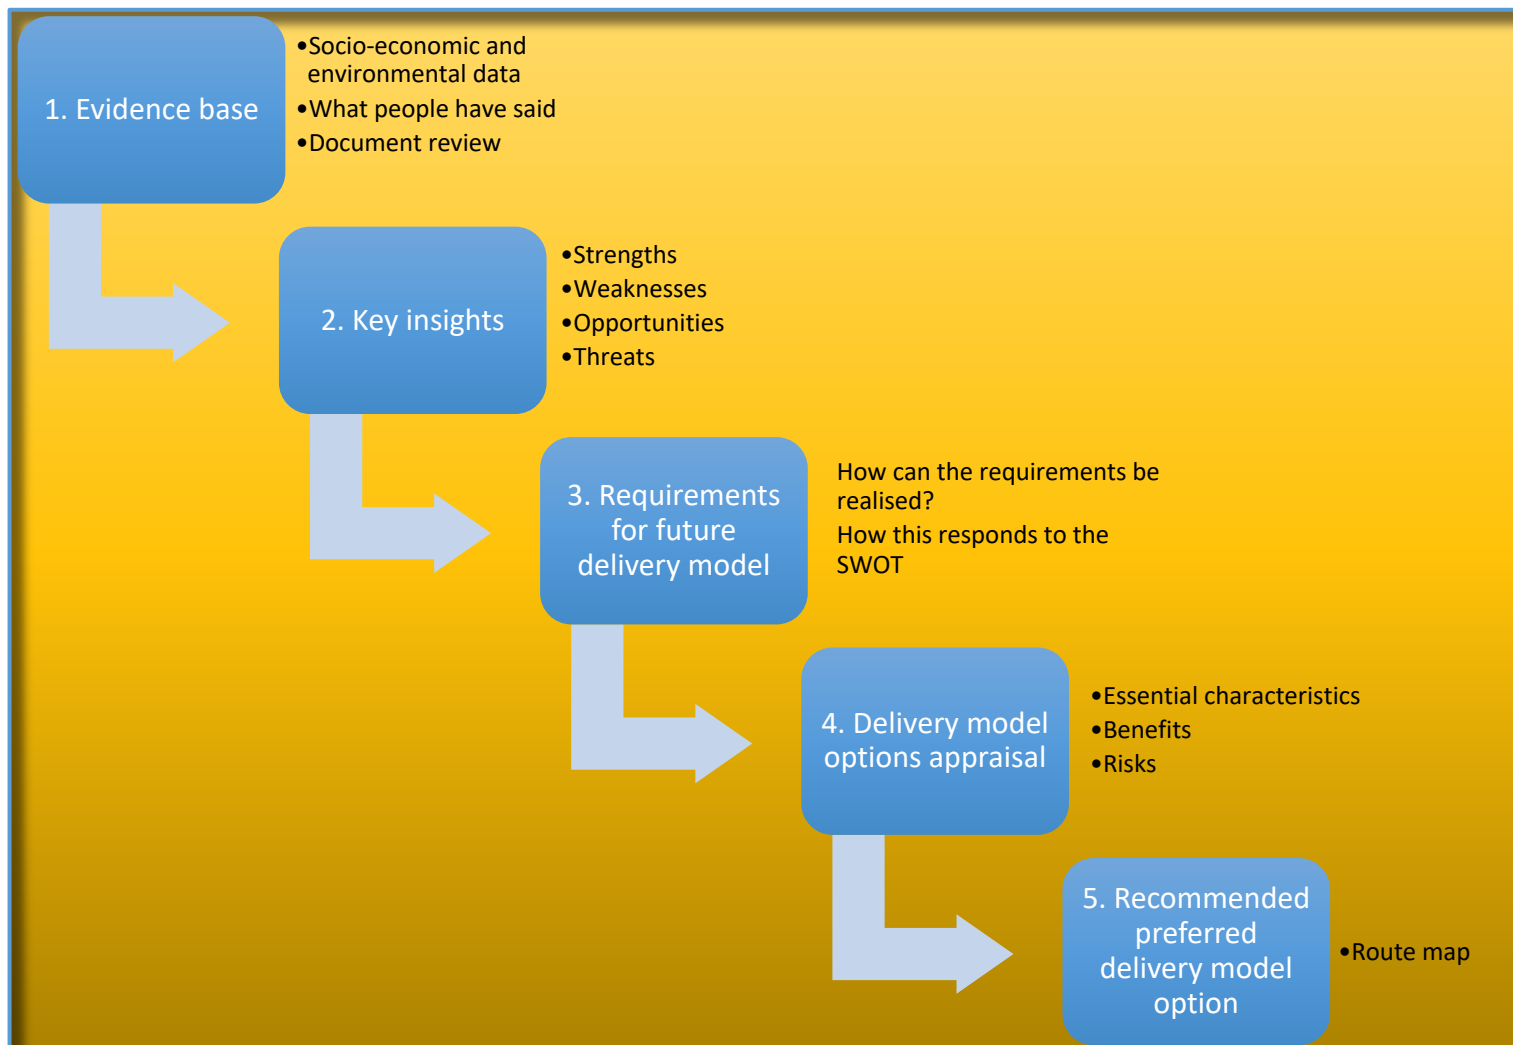 1. Evidence base
•Socio-economic and
environmental data
•What people have said
•Document review
2. Key insights
•Strengths
•Weaknesses
•Opportunities
•Threats
3. Requirements
for future
delivery model
How can the requirements be
realised?
How this responds to the
SWOT
4. Delivery model
options appraisal
•Essential characteristics
•Benefits
•Risks
5. Recommended
preferred
delivery model
option
•Route map